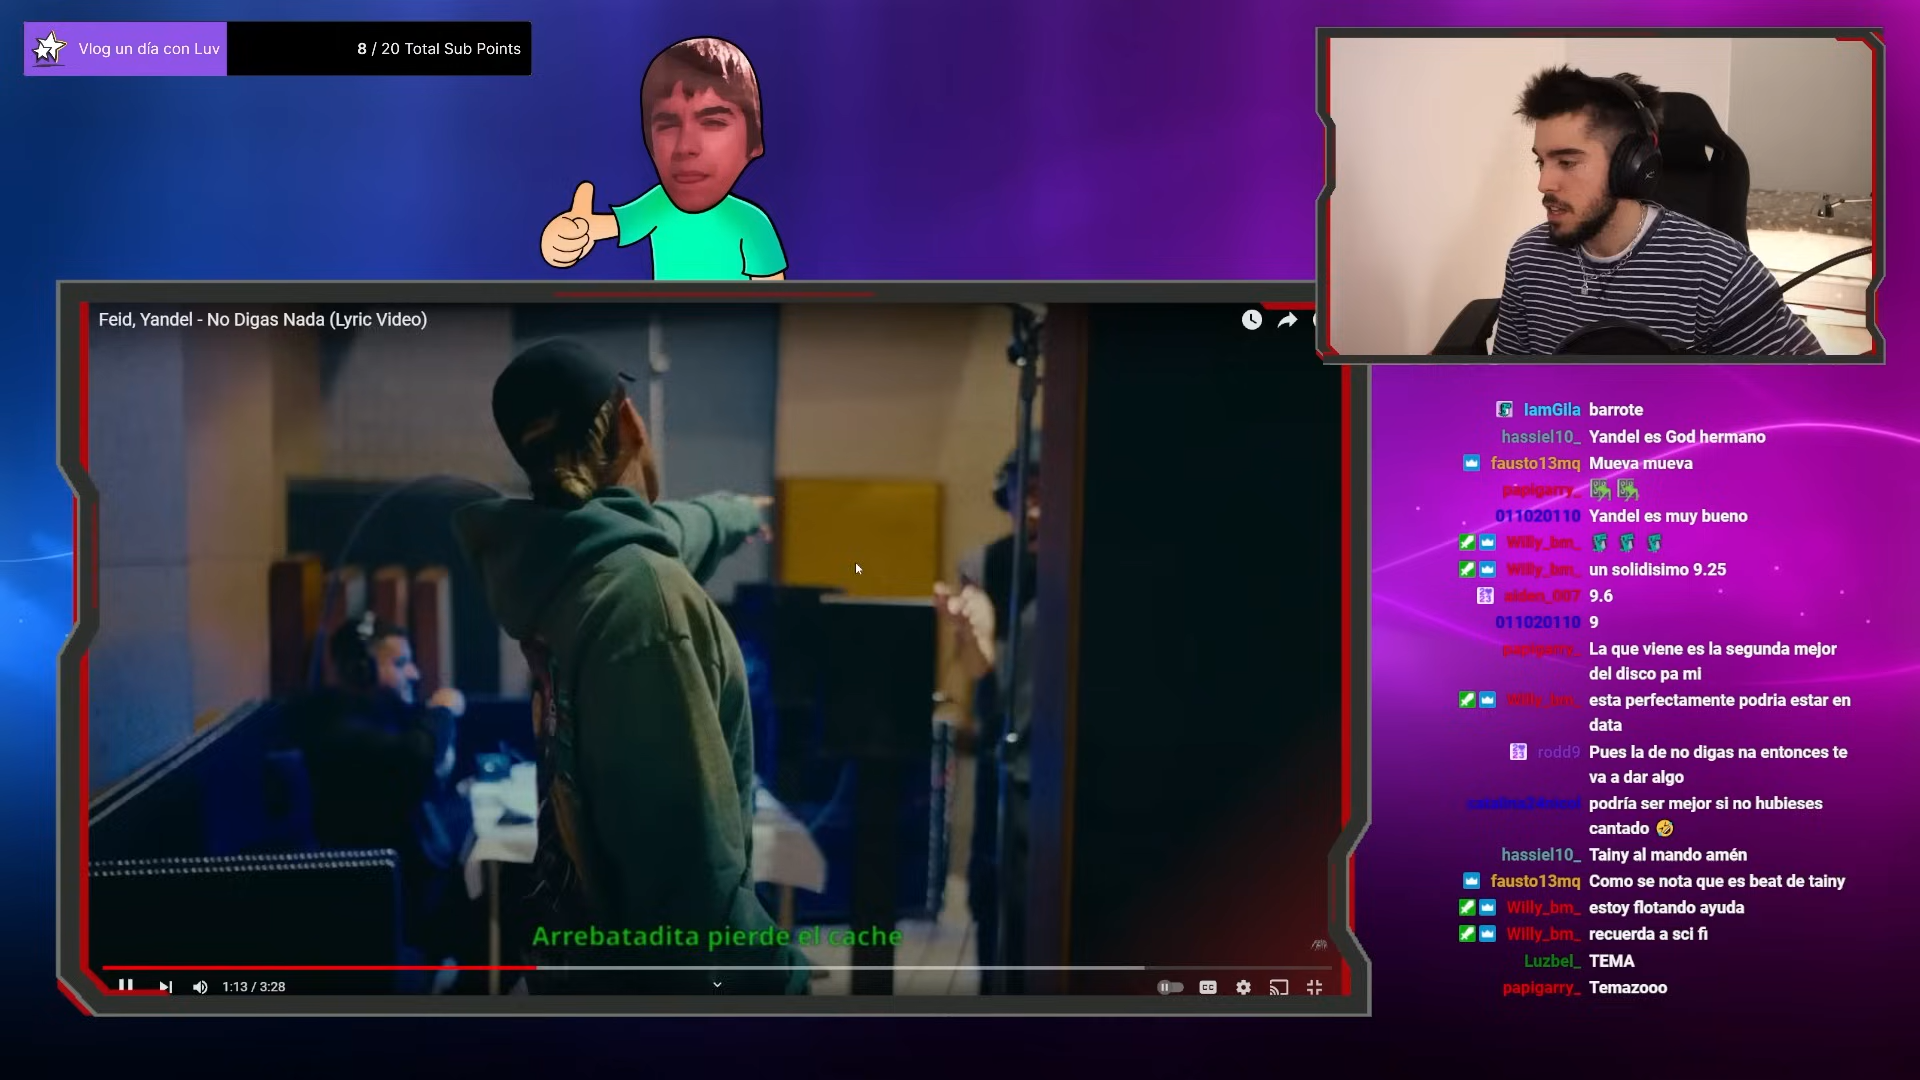 Vlog un día con Luv
8 / 20 Total Sub Points
Feid, Yandel - No Digas Nada (Lyric Video)
Arrebatadita pierde el cache
1:13 / 3:28
IamGIla barrote
hassiel10_ Yandel es God hermano
fausto13mq Mueva mueva
papigarry_
011020110 Yandel es muy bueno
Willy_bm_
Willy_bm_ un solidisimo 9.25
9.6
011020110 9
papigarry_ La que viene es la segunda mejor
del disco pa mi
Willy_bm_ esta perfectamente podria estar en
data
rodd9 Pues la de no digas na entonces te
va a dar algo
podría ser mejor si no hubieses
cantado 🤣
hassiel10_ Tainy al mando amén
fausto13mq Como se nota que es beat de tainy
Willy_bm_ estoy flotando ayuda
Willy_bm_ recuerda a sci fi
Luzbel_ TEMA
papigarry_ Temazooo